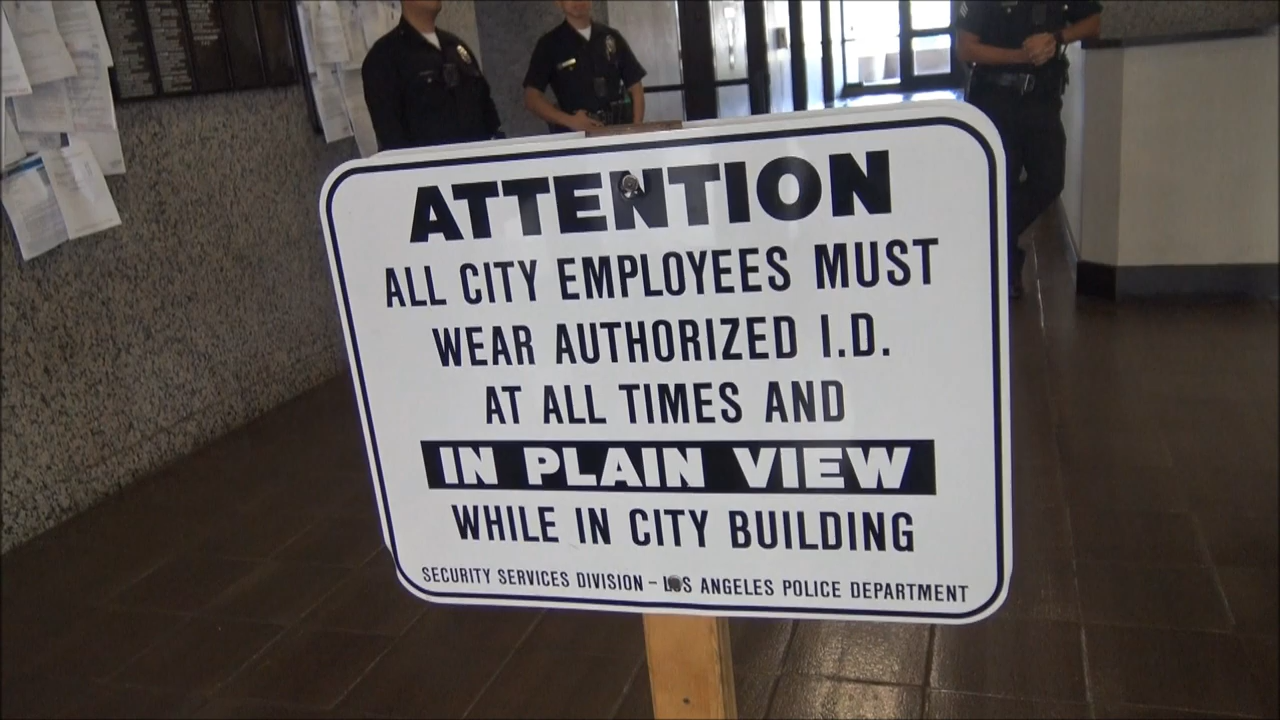 ATTENTION
ALL CITY EMPLOYEES MUST
WEAR AUTHORIZED I.D.
AT ALL TIMES AND
IN PLAIN VIEW
WHILE IN CITY BUILDING
SECURITY SERVICES DIVISION – LOS ANGELES POLICE DEPARTMENT